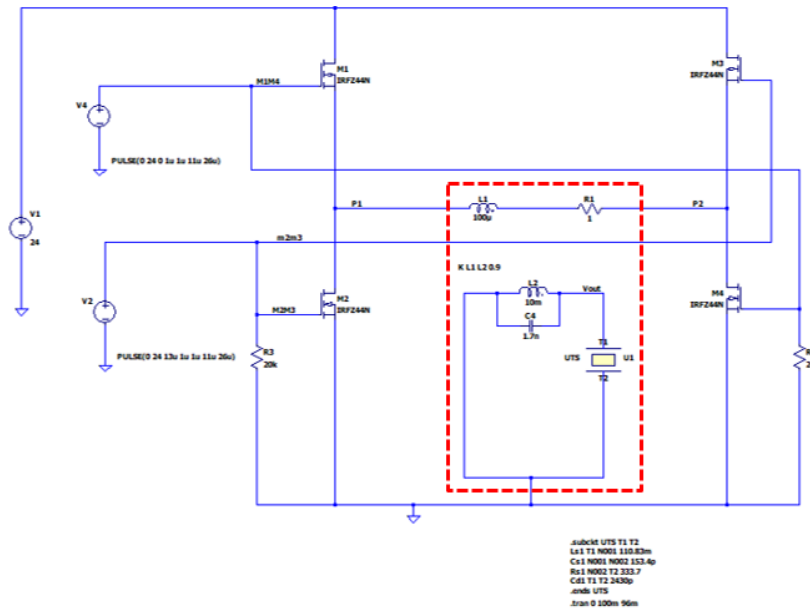 M1
IRFZ44N
M3
IRFZ44N
M1M4
V4
PULSE(0 24 0 1u 1u 11u 26u)
P1
L1
100µ
R1
1
P2
V1
24
m2m3
K L1 L2 0.9
V2
L2
10m
Vout
M2
IRFZ44N
M2M3
C4
1.7n
M4
IRFZ44N
PULSE(0 24 13u 1u 1u 11u 26u)
R3
20k
T1
UTS
U1
T2
.subckt UTS T1 T2
Ls1 T1 N001 110.83m
Cs1 N001 N002 153.4p
Rs1 N002 T2 333.7
Cd1 T1 T2 2430p
.ends UTS
.tran 0 100m 96m